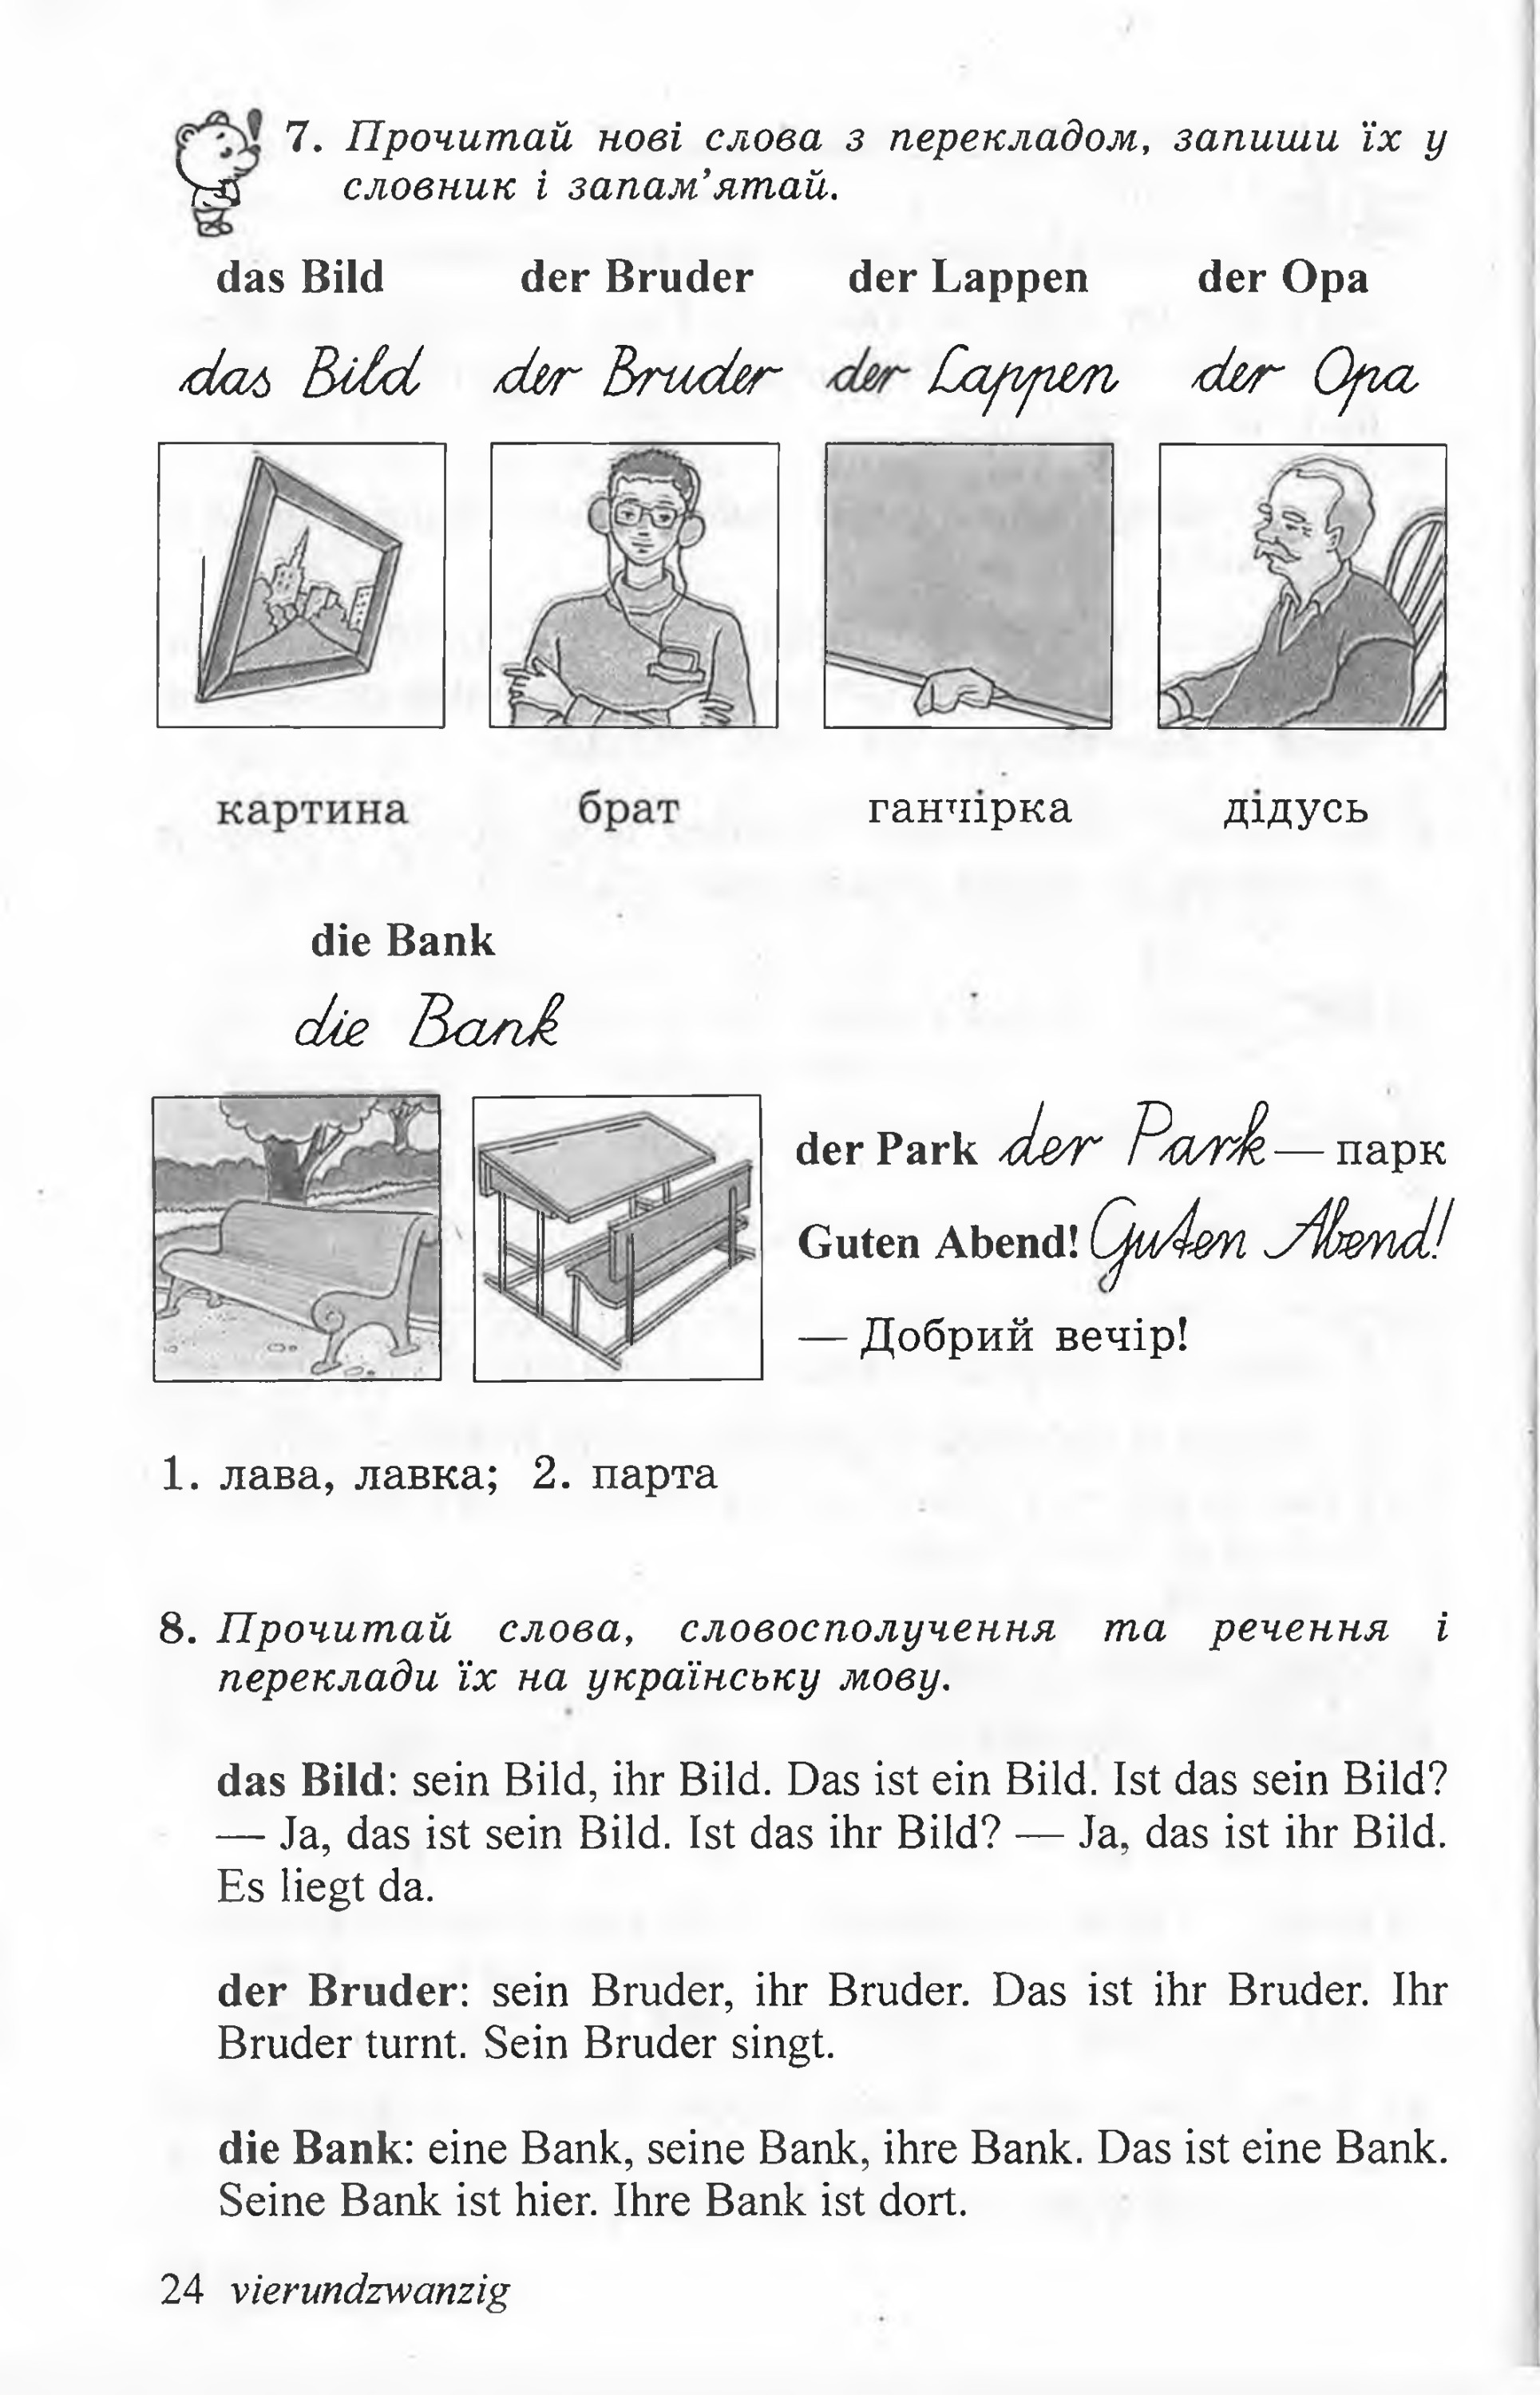 7. Прочитай нові слова з перекладом, запиши їх у
словник і запам’ятай.
das Bild der Bruder der Lappen der Opa
das Bild der Bruder der Lappen der Opa
картина брат ганчірка дідусь
die Bank
die Bank
der Park der Park — парк
Guten Abend! Guten Abend!
— Добрий вечір!
1. лава, лавка; 2. парта
8. Прочитай слова, словосполучення та речення і
переклади їх на українську мову.
das Bild: sein Bild, ihr Bild. Das ist ein Bild. Ist das sein Bild?
— Ja, das ist sein Bild. Ist das ihr Bild? — Ja, das ist ihr Bild.
Es liegt da.
der Bruder: sein Bruder, ihr Bruder. Das ist ihr Bruder. Ihr
Bruder turnt. Sein Bruder singt.
die Bank: eine Bank, seine Bank, ihre Bank. Das ist eine Bank.
Seine Bank ist hier. Ihre Bank ist dort.
24 vierundzwanzig